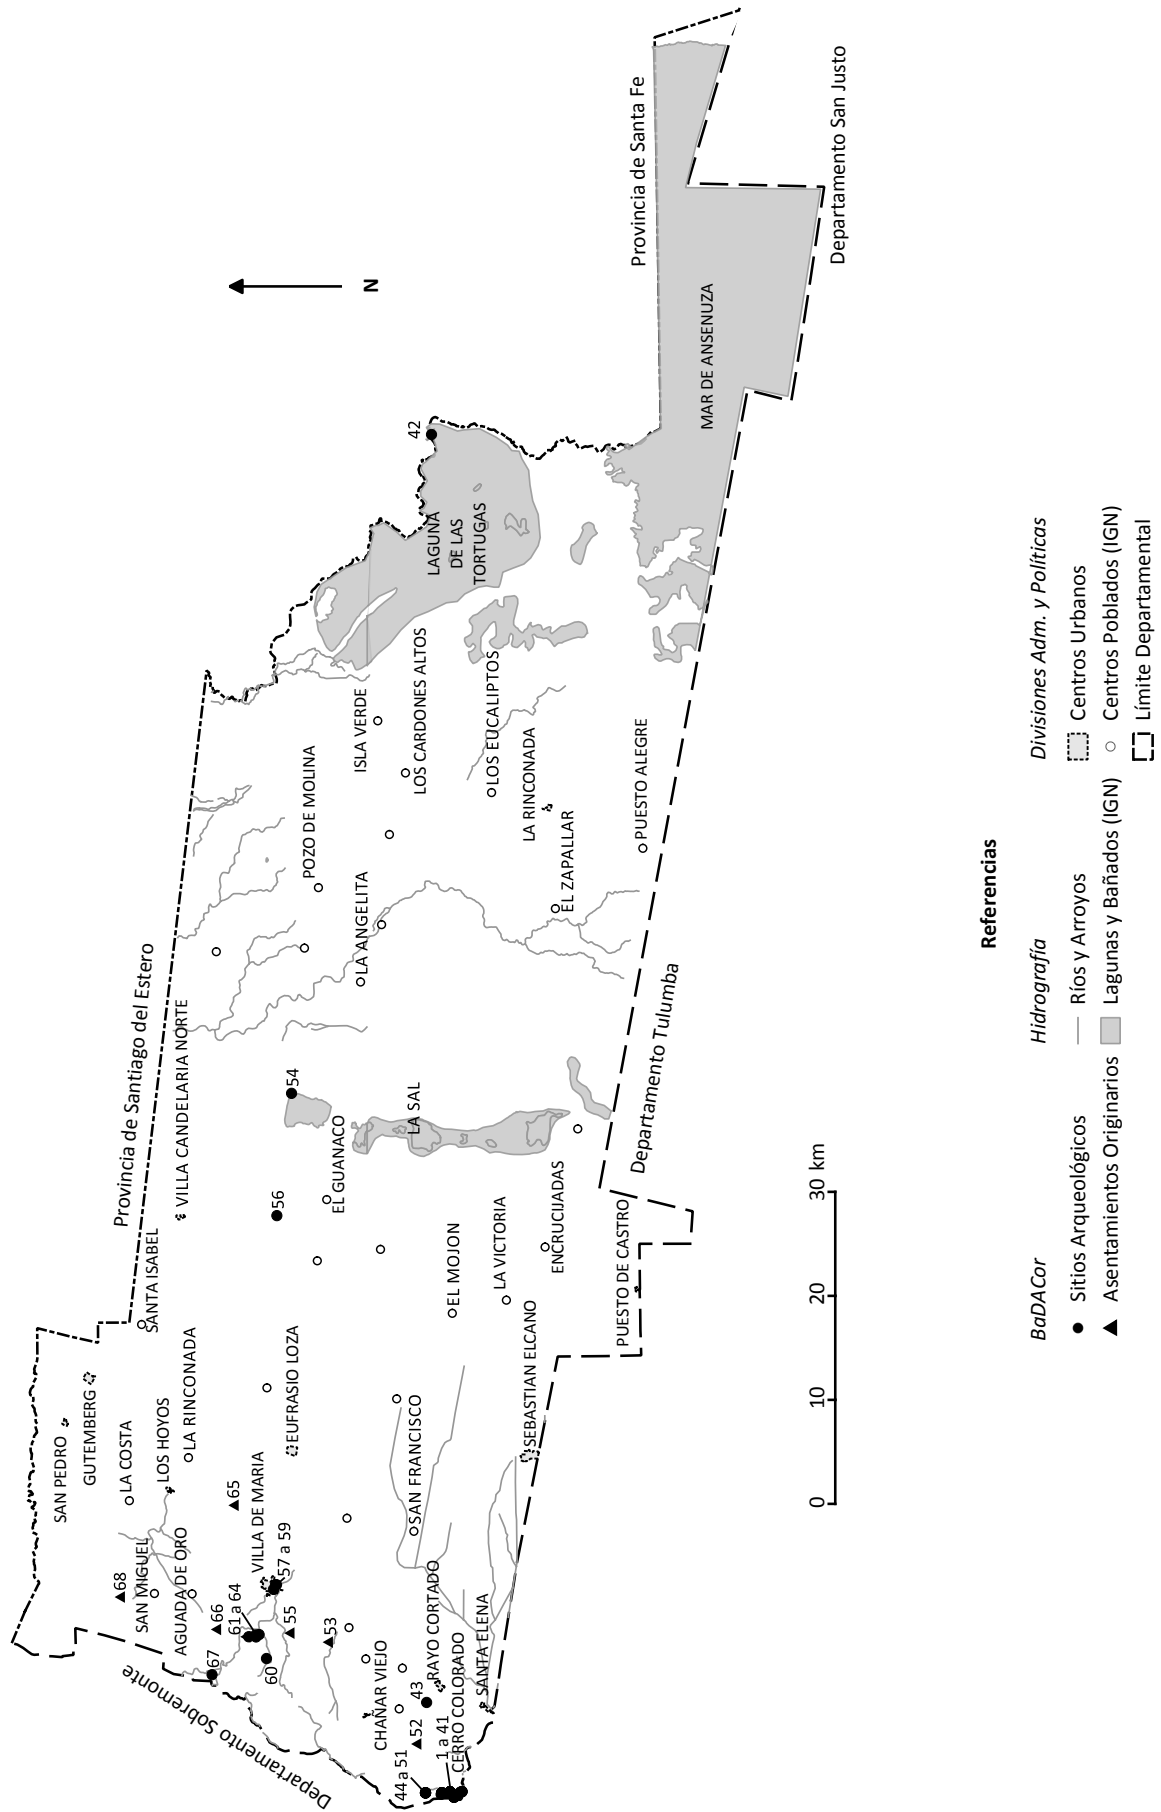 Provincia de Santiago del Estero
Provincia de Santa Fe
Departamento San Justo
Departamento Tulumba
Departamento Sobremonte
N
SAN PEDRO
GUTEMBERG
LA COSTA
LOS HOYOS
LA RINCONADA
SANTA ISABEL
VILLA CANDELARIA NORTE
68
SAN MIGUEL
AGUADA DE ORO
65
66
67
61 a 64
60
VILLA DE MARIA
57 a 59
55
53
EUFRASIO LOZA
56
54
EL GUANACO
LA SAL
POZO DE MOLINA
LA ANGELITA
ISLA VERDE
LOS CARDONES ALTOS
LOS EUCALIPTOS
LA RINCONADA
EL ZAPALLAR
PUESTO ALEGRE
LAGUNA
DE LAS
TORTUGAS
42
MAR DE ANSENUZA
CHAÑAR VIEJO
SAN FRANCISCO
44 a 51
52
43
RAYO CORTADO
1 a 41
CERRO COLORADO
SANTA ELENA
EL MOJON
LA VICTORIA
SEBASTIAN ELCANO
ENCRUCIJADAS
PUESTO DE CASTRO
0
10
20
30 km
Referencias
BaDACor
Sitios Arqueológicos
Asentamientos Originarios
Hidrografía
Ríos y Arroyos
Lagunas y Bañados (IGN)
Divisiones Adm. y Políticas
Centros Urbanos
Centros Poblados (IGN)
Límite Departamental